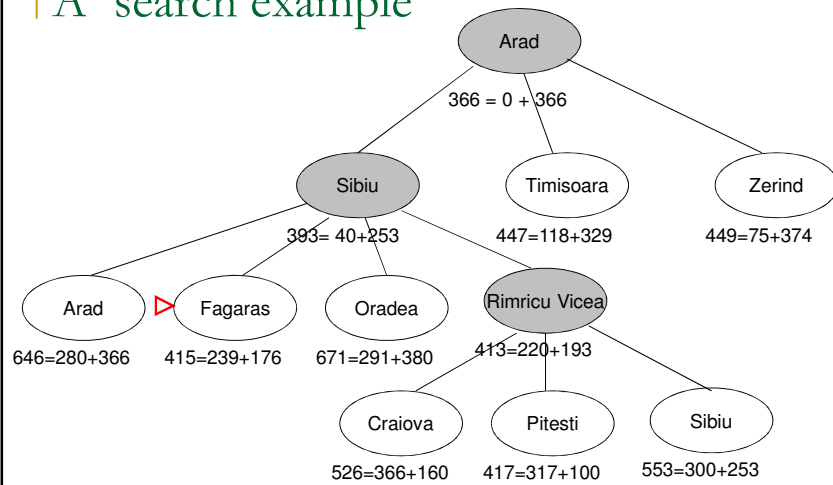 A* search example
Arad
366 = 0 + 366
Sibiu
Timisoara
Zerind
393= 40+253
447=118+329
449=75+374
Arad
Fagaras
Oradea
Rimricu Vicea
646=280+366
415=239+176
671=291+380
413=220+193
Craiova
Pitesti
Sibiu
526=366+160
417=317+100
553=300+253